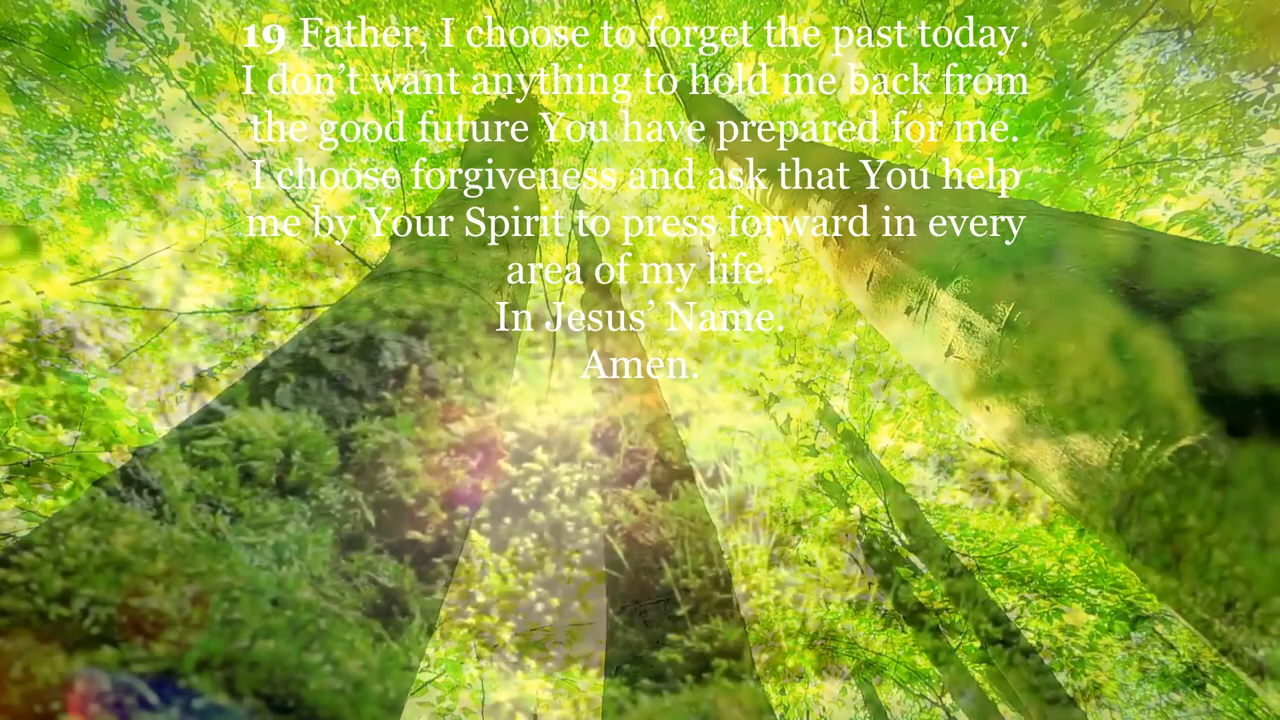 19 Father, I choose to forget the past today.
I don’t want anything to hold me back from
the good future You have prepared for me.
I choose forgiveness and ask that You help
me by Your Spirit to press forward in every
area of my life.
In Jesus’ Name.
Amen.